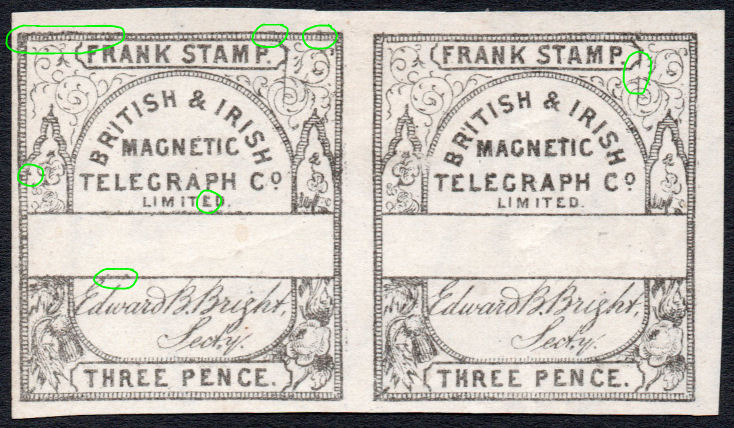 FRANK STAMP.
BRITISH & IRISH
MAGNETIC
TELEGRAPH Cº
LIMITED.
Edward B. Bright,
Secty.
THREE PENCE.
FRANK STAMP.
BRITISH & IRISH
MAGNETIC
TELEGRAPH Cº
LIMITED.
Edward B. Bright,
Secty.
THREE PENCE.